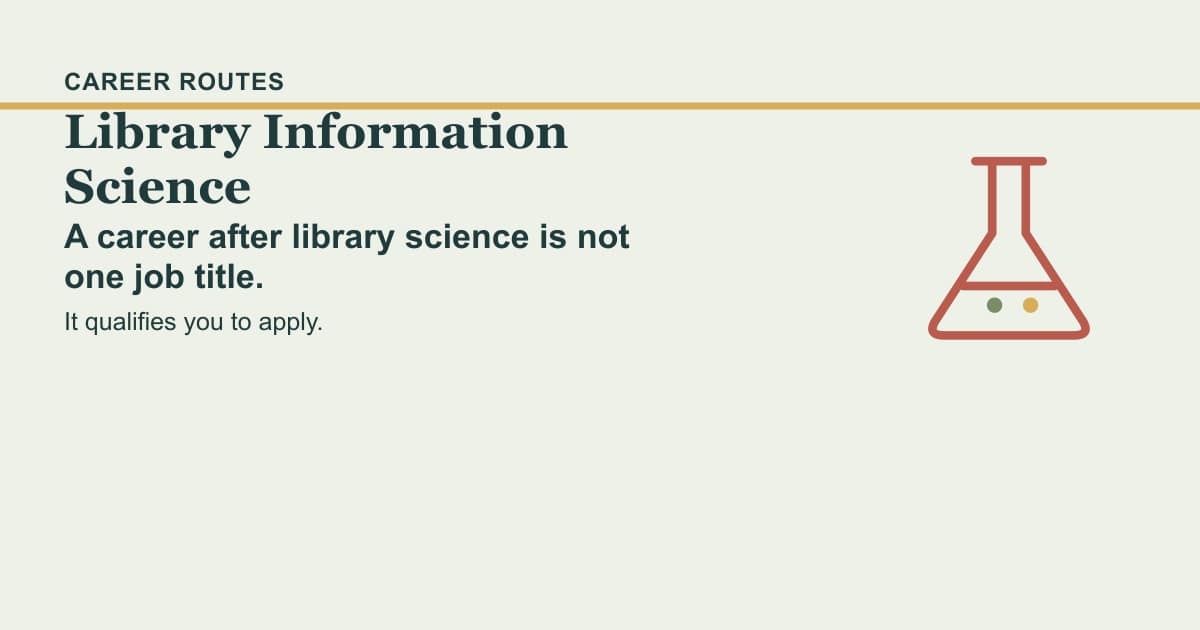 CAREER ROUTES
Library Information
Science
A career after library science is not
one job title.
It qualifies you to apply.